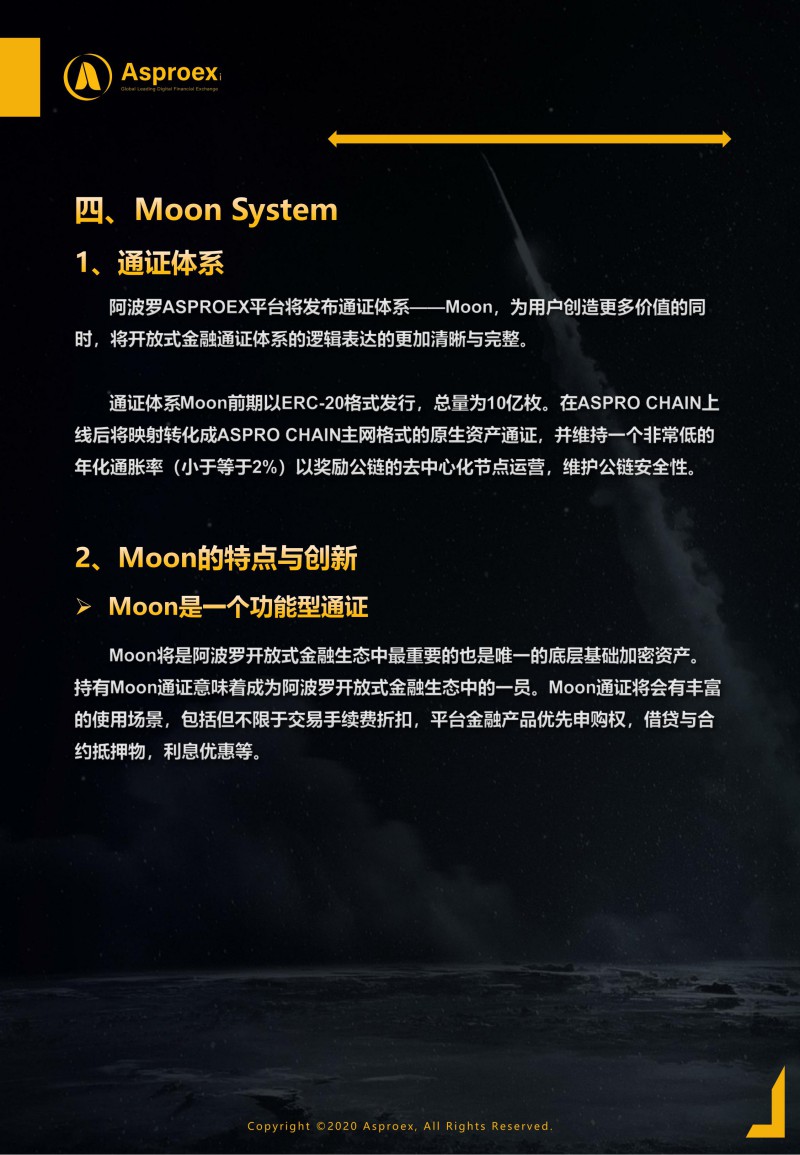 Asproex
Global Leading Digital Financial Exchange
四、Moon System
1、通证体系
阿波罗ASPROEX平台将发布通证体系——Moon，为用户创造更多价值的同
时，将开放式金融通证体系的逻辑表达的更加清晰与完整。
通证体系Moon前期以ERC-20格式发行，总量为10亿枚。在ASPRO CHAIN上
线后将映射转化成ASPRO CHAIN主网格式的原生资产通证，并维持一个非常低的
年化通胀率（小于等于2%）以奖励公链的去中心化节点运营，维护公链安全性。
2、Moon的特点与创新
➢ Moon是一个功能型通证
Moon将是阿波罗开放式金融生态中最重要的也是唯一的底层基础加密资产。
持有Moon通证意味着成为阿波罗开放式金融生态中的一员。Moon通证将会有丰富
的使用场景，包括但不限于交易手续费折扣，平台金融产品优先申购权，借贷与合
约抵押物，利息优惠等。
Copyright ©2020 Asproex, All Rights Reserved.